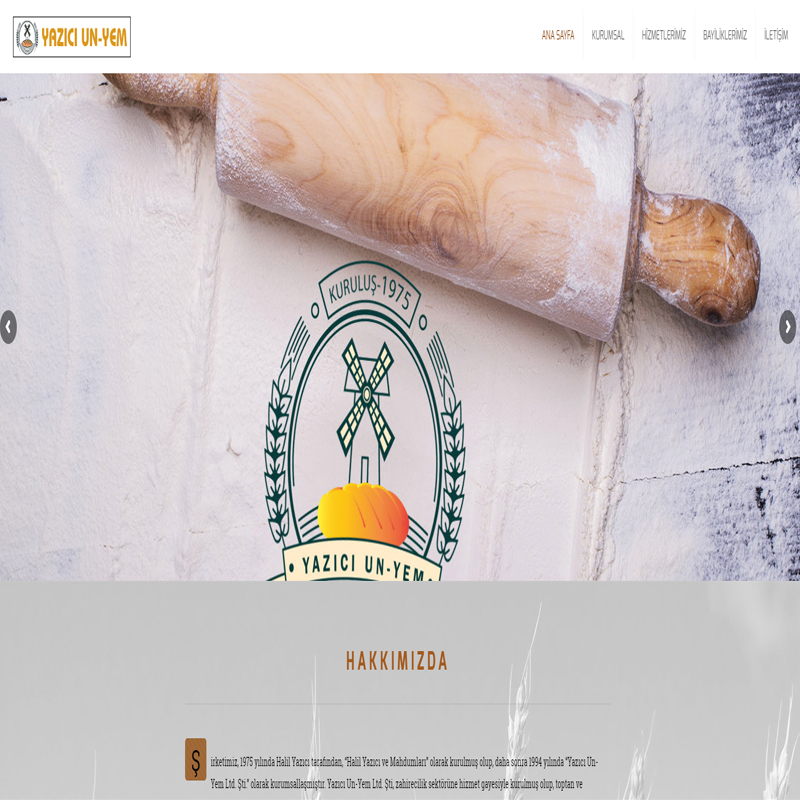 YAZICI UN-YEM
ANA SAYFA
KURUMSAL
HİZMETLERİMİZ
BAYİLİKLERİMİZ
İLETİŞİM
KURULUŞ-1975
YAZICI UN-YEM
HAKKIMIZDA
Şirketimiz, 1975 yılında Halil Yazıcı tarafından, "Halil Yazıcı ve Mahdumları" olarak kurulmuş olup, daha sonra 1994 yılında "Yazıcı Un-
Yem Ltd. Şti." olarak kurumsallaşmıştır. Yazıcı Un-Yem Ltd. Şti, zahirecilik sektörüne hizmet gayesiyle kurulmuş olup, toptan ve